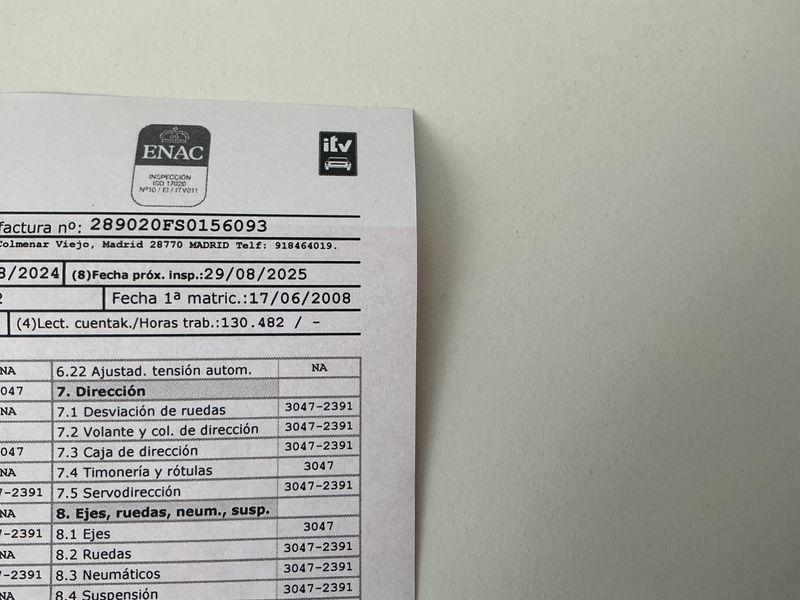 ENAC
INSPECCIÓN
ISO 17020
Nº10 / EI / ITV011
itv
factura nº: 289020FS0156093
Colmenar Viejo, Madrid 28770 MADRID Telf: 918464019.
8/2024 (8)Fecha próx. insp.:29/08/2025
2 Fecha 1ª matric.:17/06/2008
(4)Lect. cuentak./Horas trab.:130.482 / -
NA 6.22 Ajustad. tensión autom. NA
047 7. Dirección
NA 7.1 Desviación de ruedas 3047-2391
7.2 Volante y col. de dirección 3047-2391
047 7.3 Caja de dirección 3047-2391
NA 7.4 Timonería y rótulas 3047
7-2391 7.5 Servodirección 3047-2391
NA 8. Ejes, ruedas, neum., susp.
7-2391 8.1 Ejes 3047
NA 8.2 Ruedas 3047-2391
7-2391 8.3 Neumáticos 3047-2391
NA 8.4 Suspensión 3047-2391